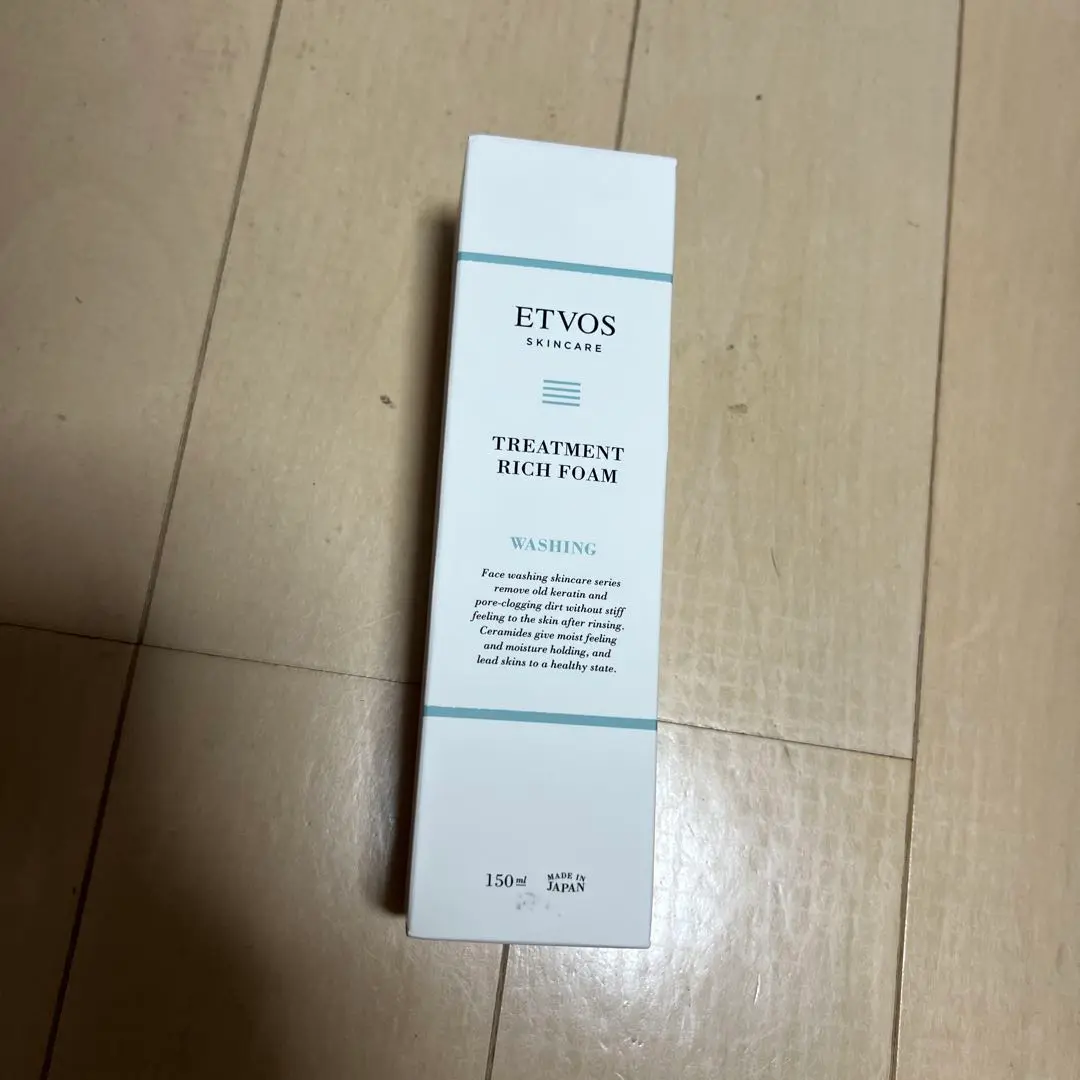 ETVOS
SKINCARE
TREATMENT
RICH FOAM
WASHING
Face washing skincare series
remove old keratin and
pore-clogging dirt without stiff
feeling to the skin after rinsing.
Ceramides give moist feeling
and moisture holding, and
lead skins to a healthy state.
150ml
MADE IN
JAPAN